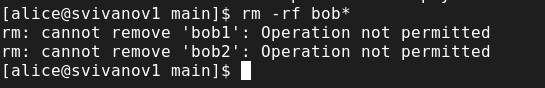 [alice@svivanov1 main]$ rm -rf bob*
rm: cannot remove 'bob1': Operation not permitted
rm: cannot remove 'bob2': Operation not permitted
[alice@svivanov1 main]$